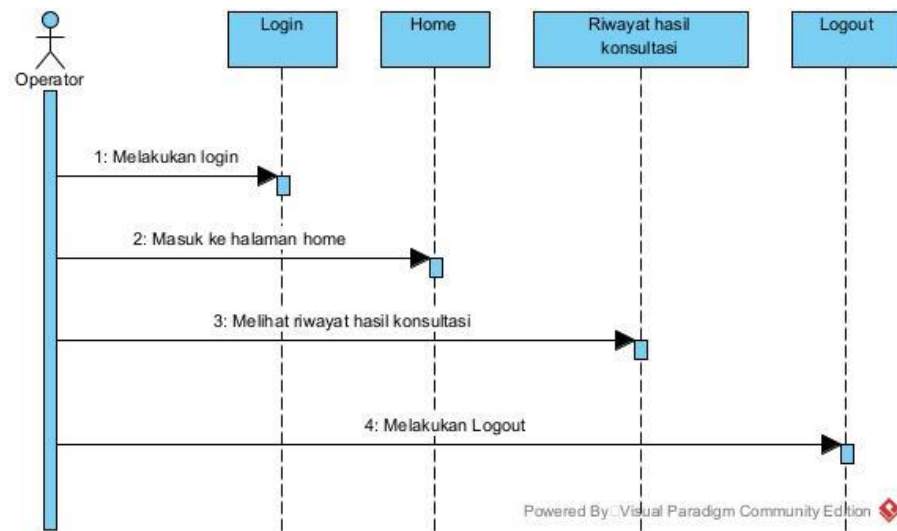 Login
Home
Riwayat hasil
konsultasi
Logout
Operator
1: Melakukan login
2: Masuk ke halaman home
3: Melihat riwayat hasil konsultasi
4: Melakukan Logout
Powered By Visual Paradigm Community Edition